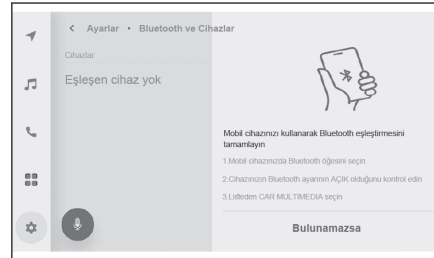 Ayarlar • Bluetooth ve Cihazlar
Cihazlar
Eşleşen cihaz yok
Mobil cihazınızı kullanarak Bluetooth eşleştirmesini
tamamlayın
1.Mobil cihazınızda Bluetooth öğesini seçin
2.Cihazınızın Bluetooth ayarının AÇIK olduğunu kontrol edin
3.Listeden CAR MULTIMEDIA seçin
Bulunamazsa